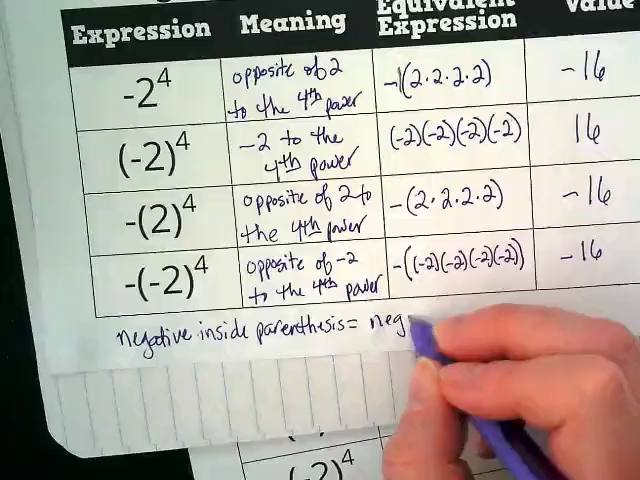 Expression Meaning Equivalent Expression Value
-2⁴ opposite of 2 to the 4th power -1(2·2·2·2) -16
(-2)⁴ -2 to the 4th power (-2)(-2)(-2)(-2) 16
-(2)⁴ opposite of 2 to the 4th power -(2·2·2·2) -16
-(-2)⁴ opposite of -2 to the 4th power -((-2)(-2)(-2)(-2)) -16
negative inside parenthesis = neg
(-2)⁴